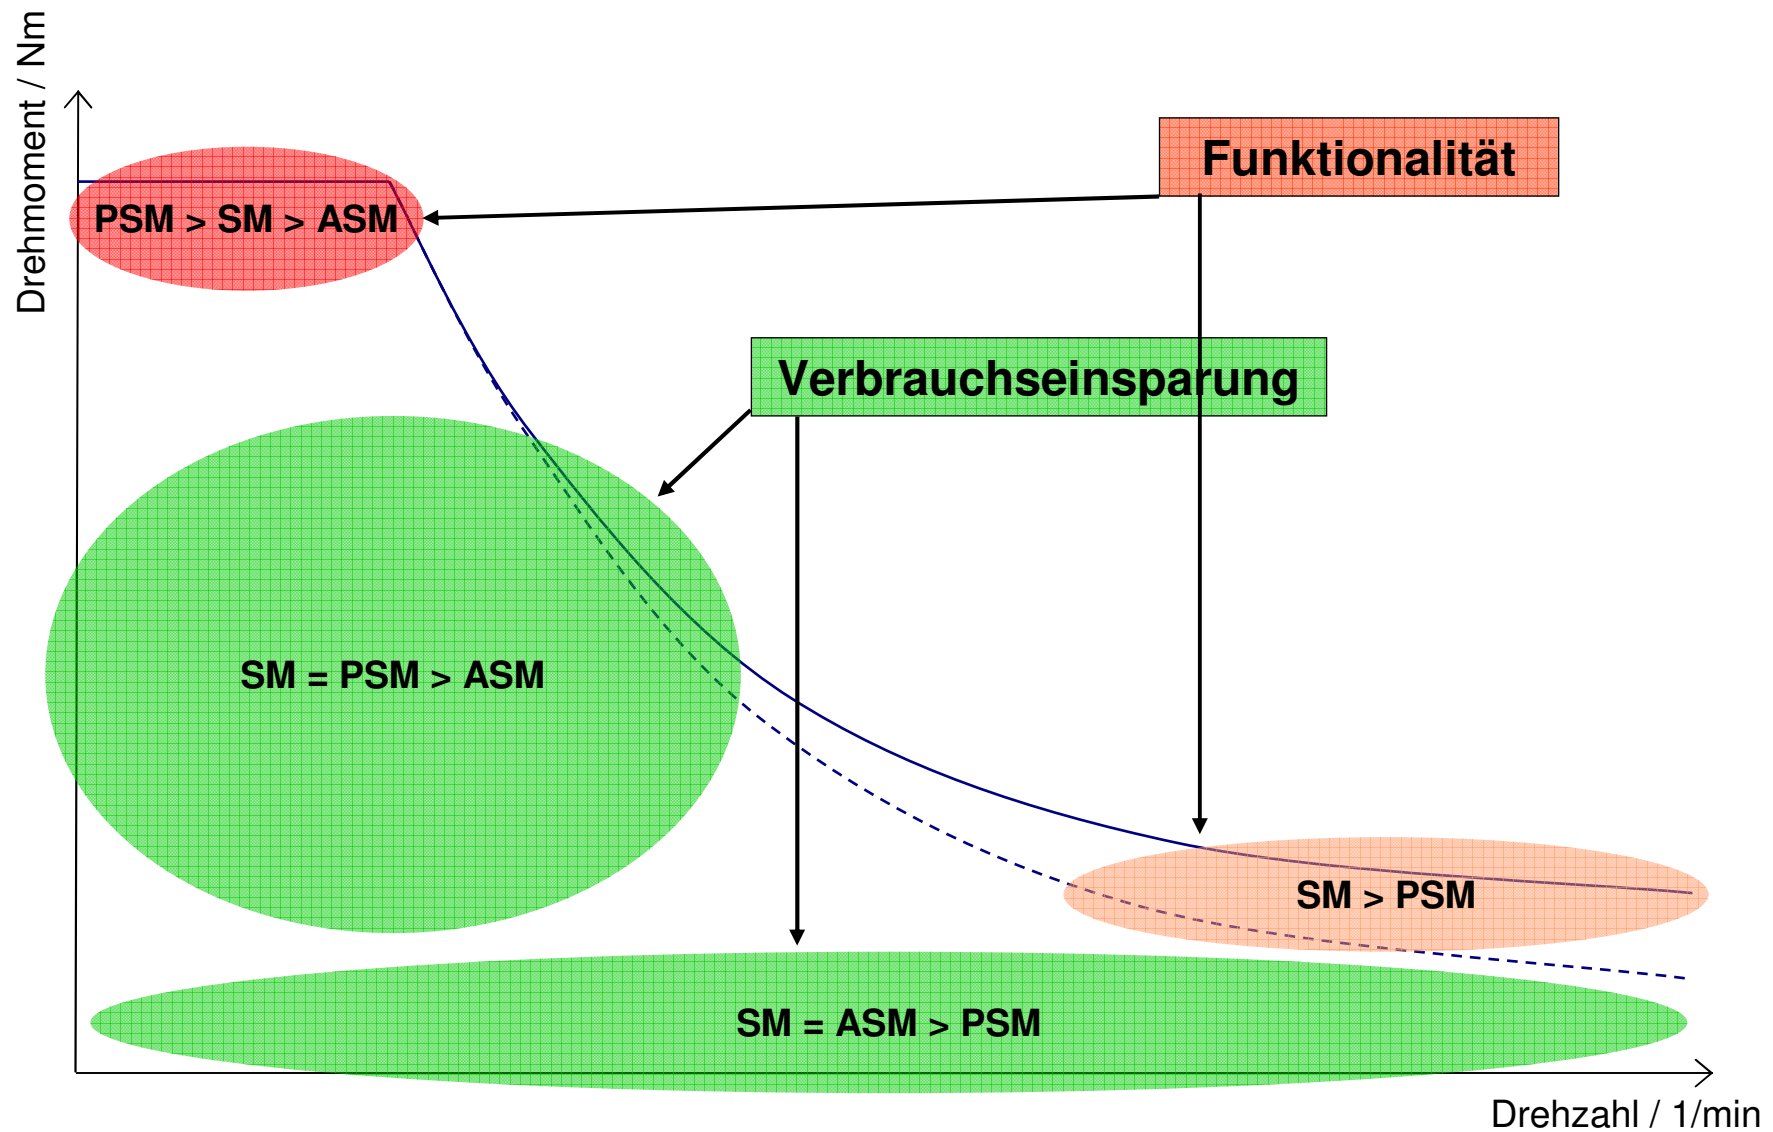 Drehmoment / Nm
Funktionalität
PSM > SM > ASM
Verbrauchseinsparung
SM = PSM > ASM
SM > PSM
SM = ASM > PSM
Drehzahl / 1/min